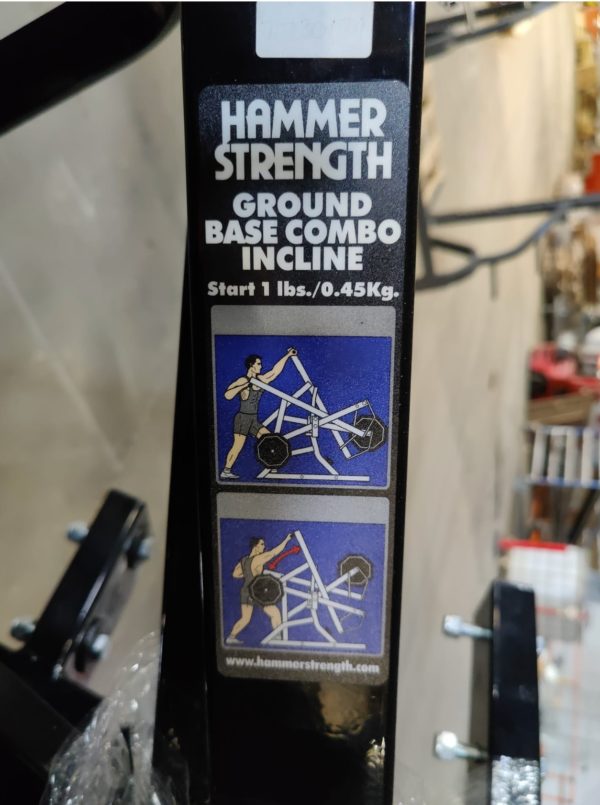 HAMMER
STRENGTH
GROUND
BASE COMBO
INCLINE
Start 1 lbs./0.45Kg.
www.hammerstrength.com